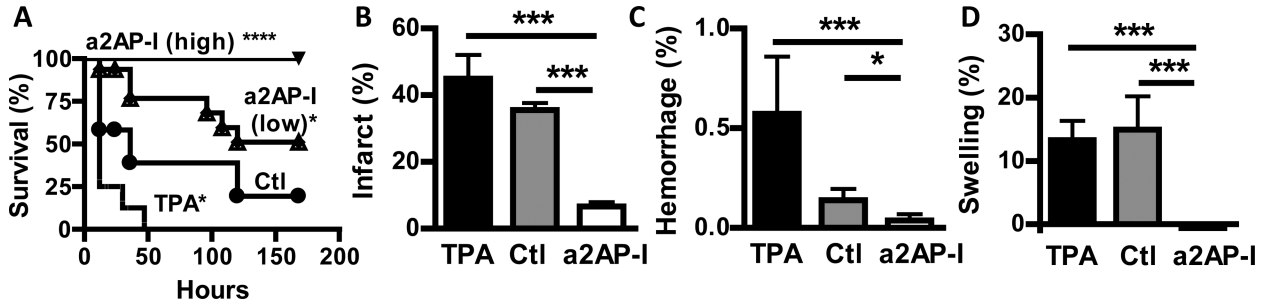 A
a2AP-I (high) ****
100
75
50
25
0
Survival (%)
a2AP-I
(low)*
Ctl
TPA*
0 50 100 150 200
Hours
B
***
***
60
40
20
0
Infarct (%)
TPA Ctl a2AP-I
C
***
*
1.0
0.5
0.0
Hemorrhage (%)
TPA Ctl a2AP-I
D
***
***
30
20
10
0
Swelling (%)
TPA Ctl a2AP-I